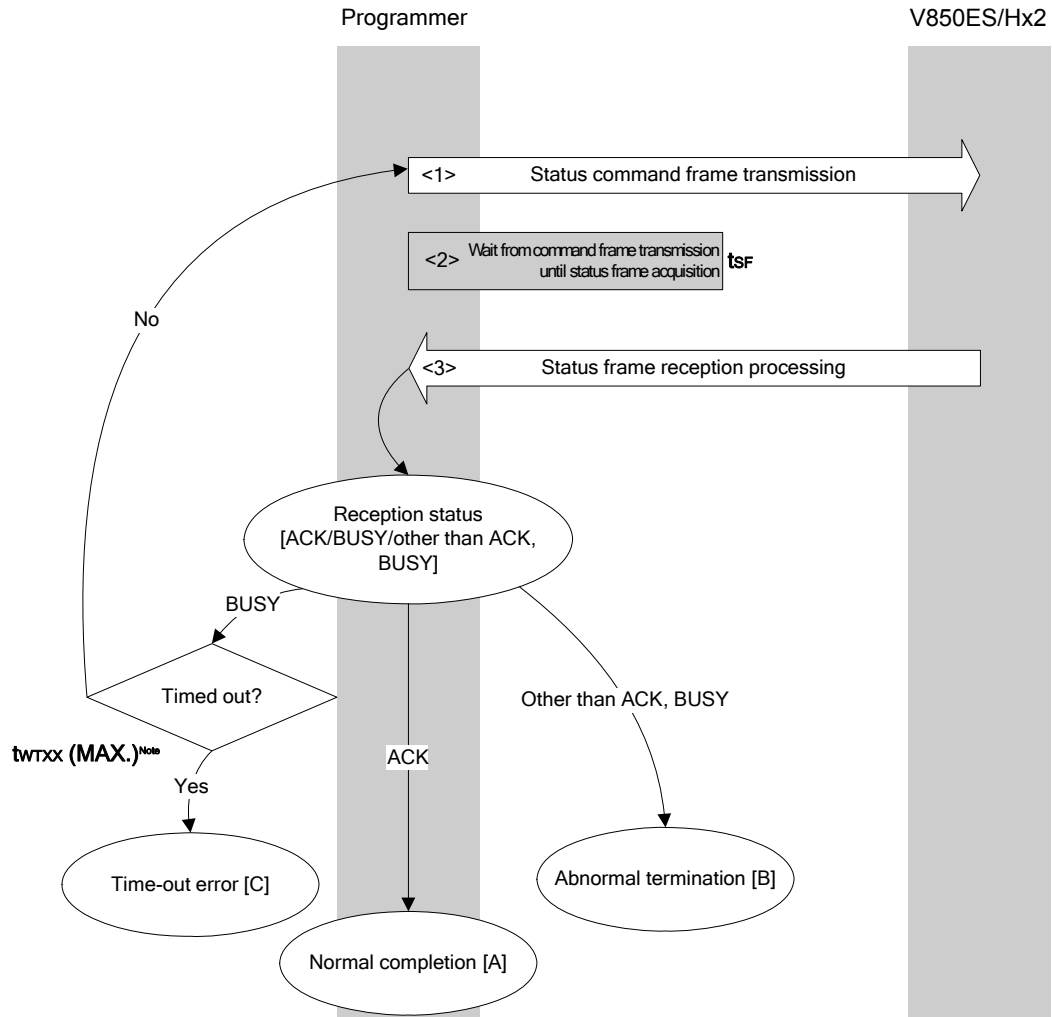 Programmer
V850ES/Hx2
<1> Status command frame transmission
<2> Wait from command frame transmission
until status frame acquisition
tSF
No
<3> Status frame reception processing
Reception status
[ACK/BUSY/other than ACK,
BUSY]
BUSY
Timed out?
Other than ACK, BUSY
tWTXX (MAX.)Note
ACK
Yes
Time-out error [C]
Abnormal termination [B]
Normal completion [A]